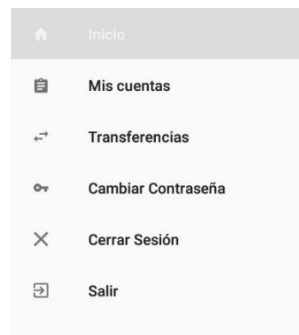 Inicio
Mis cuentas
Transferencias
Cambiar Contraseña
Cerrar Sesión
Salir